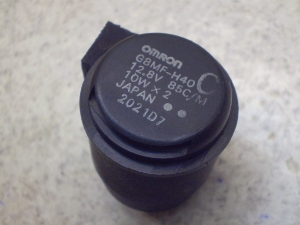 OMRON
G8MF-H40 C
12.8V 85C/M
10W × 2
JAPAN
2021D7